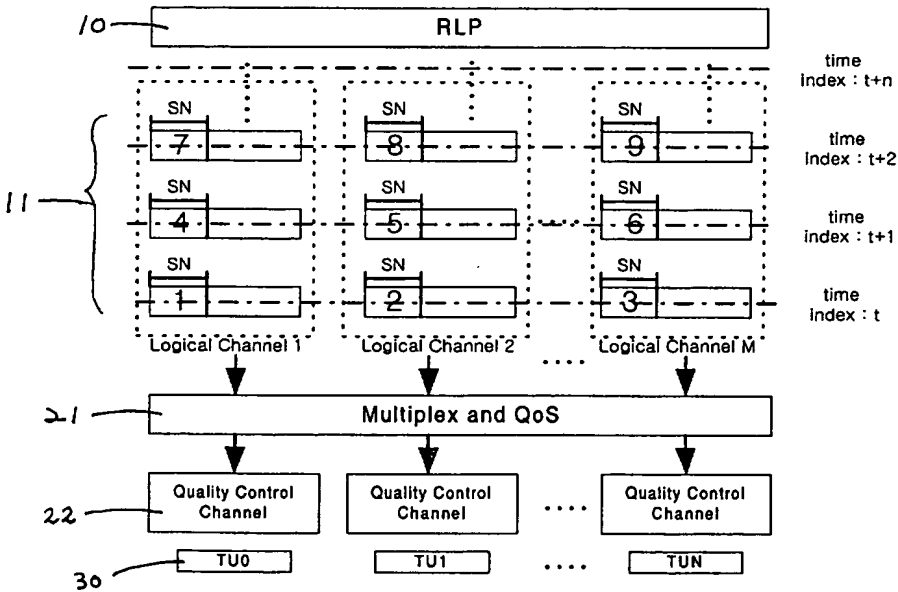 10
RLP
time
index : t+n
SN SN SN
7 8 9
time
index : t+2
11
SN SN SN
4 5 ···· 6
time
index : t+1
SN SN SN
1 2 3
time
index : t
Logical Channel 1 Logical Channel 2 Logical Channel M
····
21
Multiplex and QoS
22
Quality Control
Channel
Quality Control
Channel
····
Quality Control
Channel
30
TU0 TU1 ···· TUN